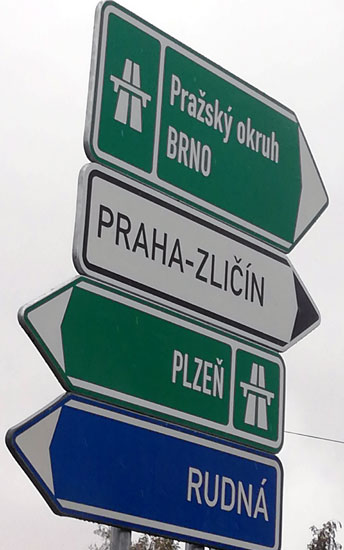 Pražský okruh
BRNO
PRAHA-ZLIČÍN
PLZEŇ
RUDNÁ